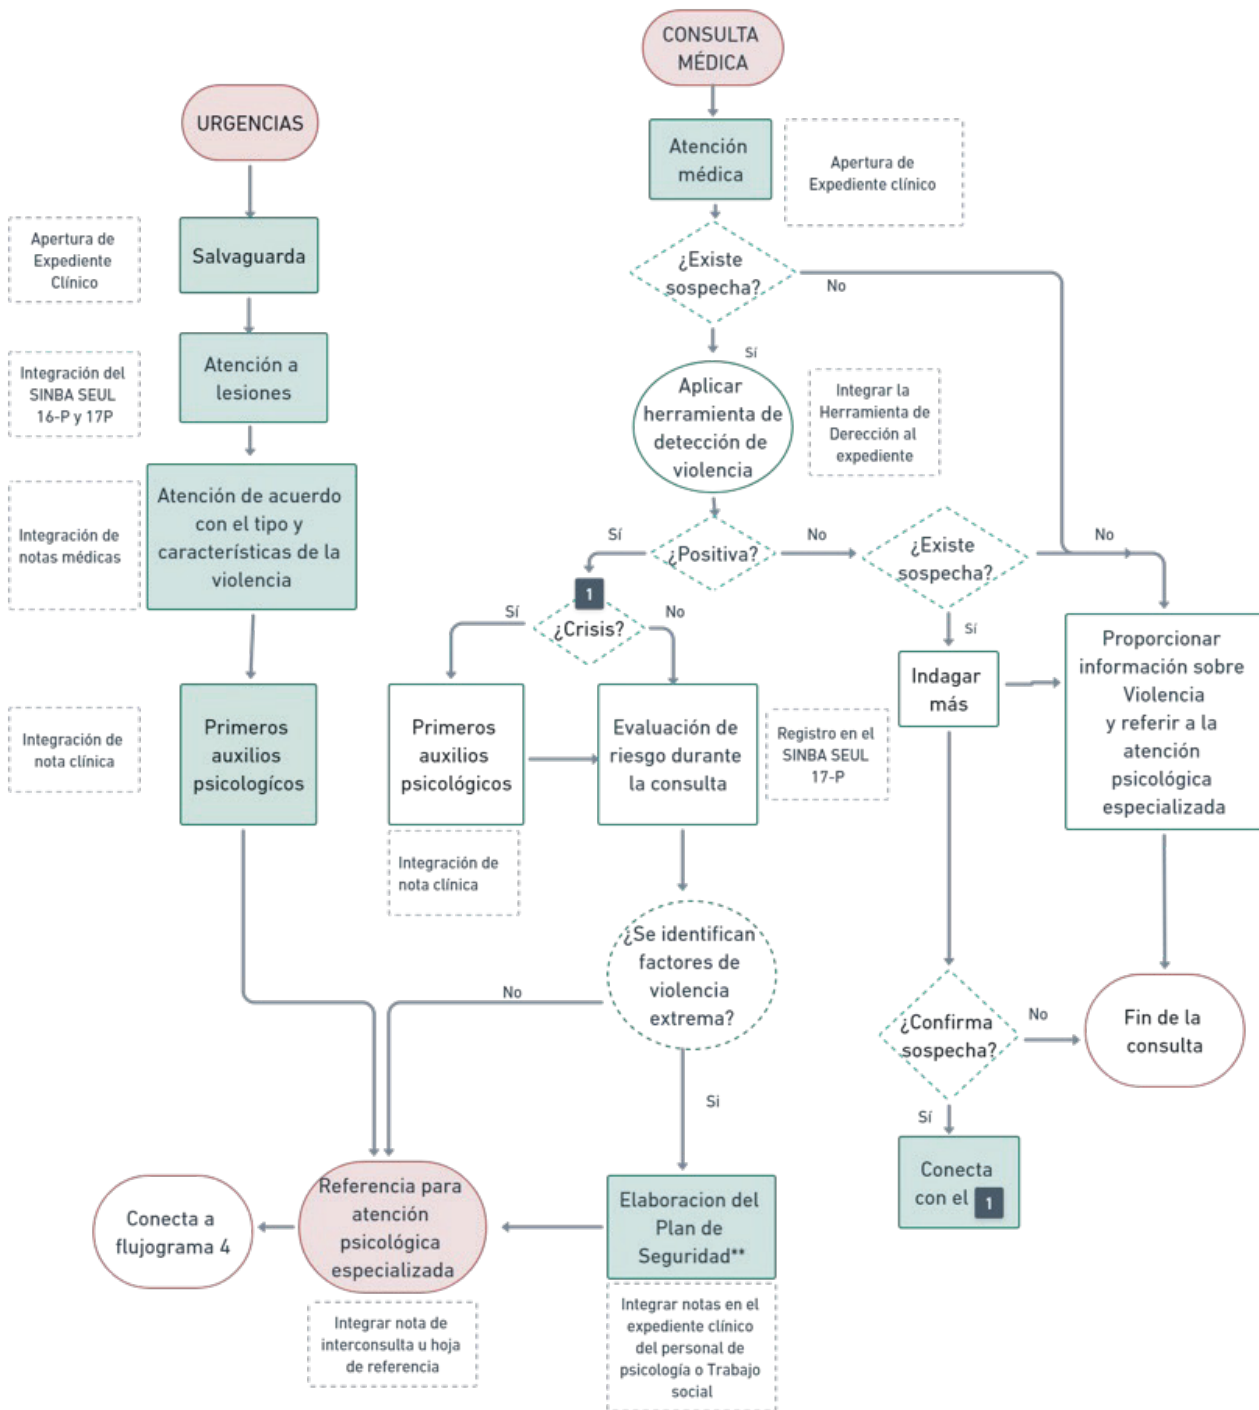 CONSULTA
MÉDICA
URGENCIAS
Atención
médica
Apertura de
Expediente clínico
Apertura de
Expediente
Clínico
Salvaguarda
¿Existe
sospecha?
No
Sí
Integración del
SINBA SEUL
16-P y 17P
Atención a
lesiones
Aplicar
herramienta de
detección de
violencia
Integrar la
Herramienta de
Derección al
expediente
Integración de
notas médicas
Atención de acuerdo
con el tipo y
características de la
violencia
Sí
¿Positiva?
No
¿Existe
sospecha?
No
1
Sí
¿Crisis?
No
Sí
Integración de
nota clínica
Primeros
auxilios
psicologícos
Primeros
auxilios
psicológicos
Evaluación de
riesgo durante
la consulta
Registro en el
SINBA SEUL
17-P
Indagar
más
Proporcionar
información sobre
Violencia
y referir a la
atención
psicológica
especializada
Integración de
nota clínica
¿Se identifican
factores de
violencia
extrema?
No
Si
¿Confirma
sospecha?
No
Sí
Fin de la
consulta
Conecta a
flujograma 4
Referencia para
atención
psicológica
especializada
Elaboracion del
Plan de
Seguridad**
Conecta
con el 1
Integrar nota de
interconsulta u hoja
de referencia
Integrar notas en el
expediente clínico
del personal de
psicología o Trabajo
social